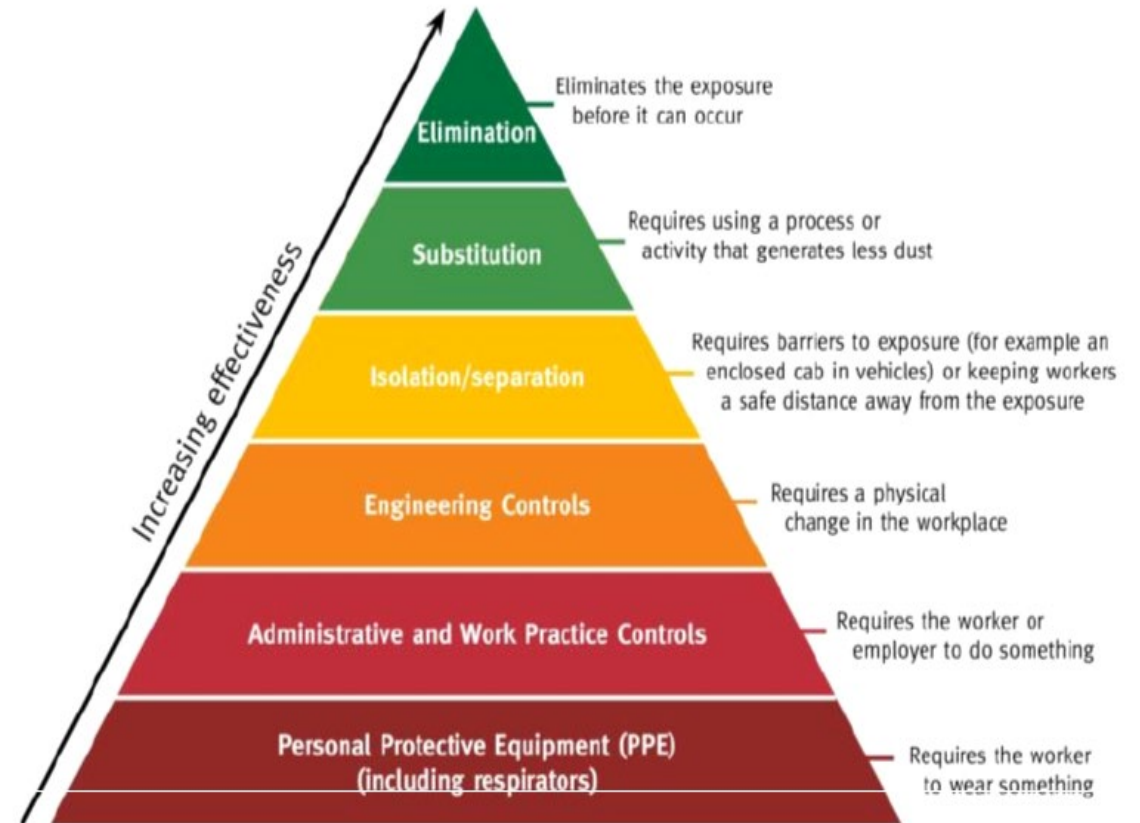 Increasing effectiveness
Elimination
Eliminates the exposure
before it can occur
Substitution
Requires using a process or
activity that generates less dust
Isolation/separation
Requires barriers to exposure (for example an
enclosed cab in vehicles) or keeping workers
a safe distance away from the exposure
Engineering Controls
Requires a physical
change in the workplace
Administrative and Work Practice Controls
Requires the worker or
employer to do something
Personal Protective Equipment (PPE)
(including respirators)
Requires the worker
to wear something